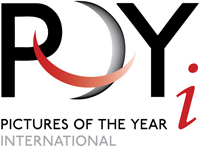 POYi
PICTURES OF THE YEAR
INTERNATIONAL